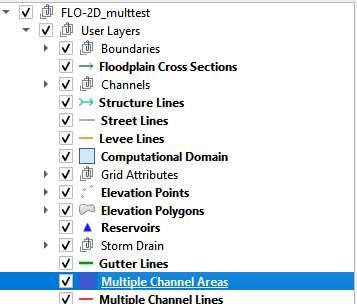 FLO-2D_multtest
User Layers
Boundaries
Floodplain Cross Sections
Channels
Structure Lines
Street Lines
Levee Lines
Computational Domain
Grid Attributes
Elevation Points
Elevation Polygons
Reservoirs
Storm Drain
Gutter Lines
Multiple Channel Areas
Multiple Channel Lines